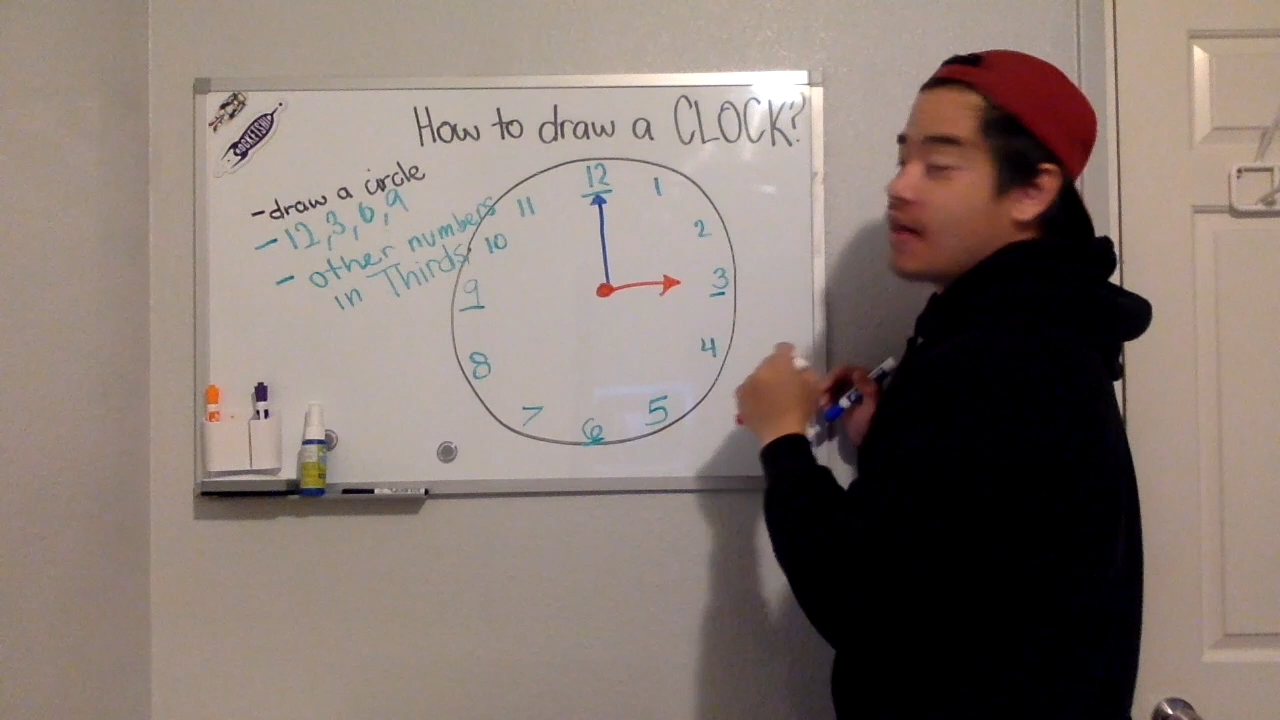 How to draw a CLOCK?
ROCKETSHIP
-draw a circle
-12,3,6,9
- other numbers
in Thirds
12
1
2
3
4
5
6
7
8
9
10
11